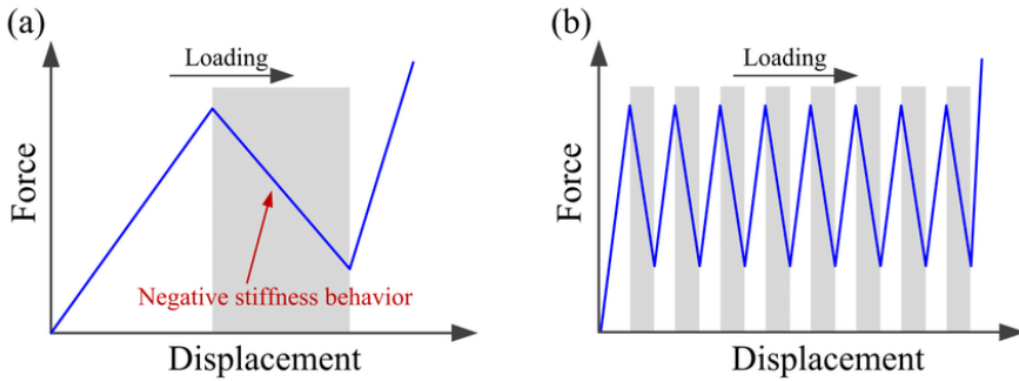 (a)
Loading
Force
Negative stiffness behavior
Displacement
(b)
Loading
Force
Displacement